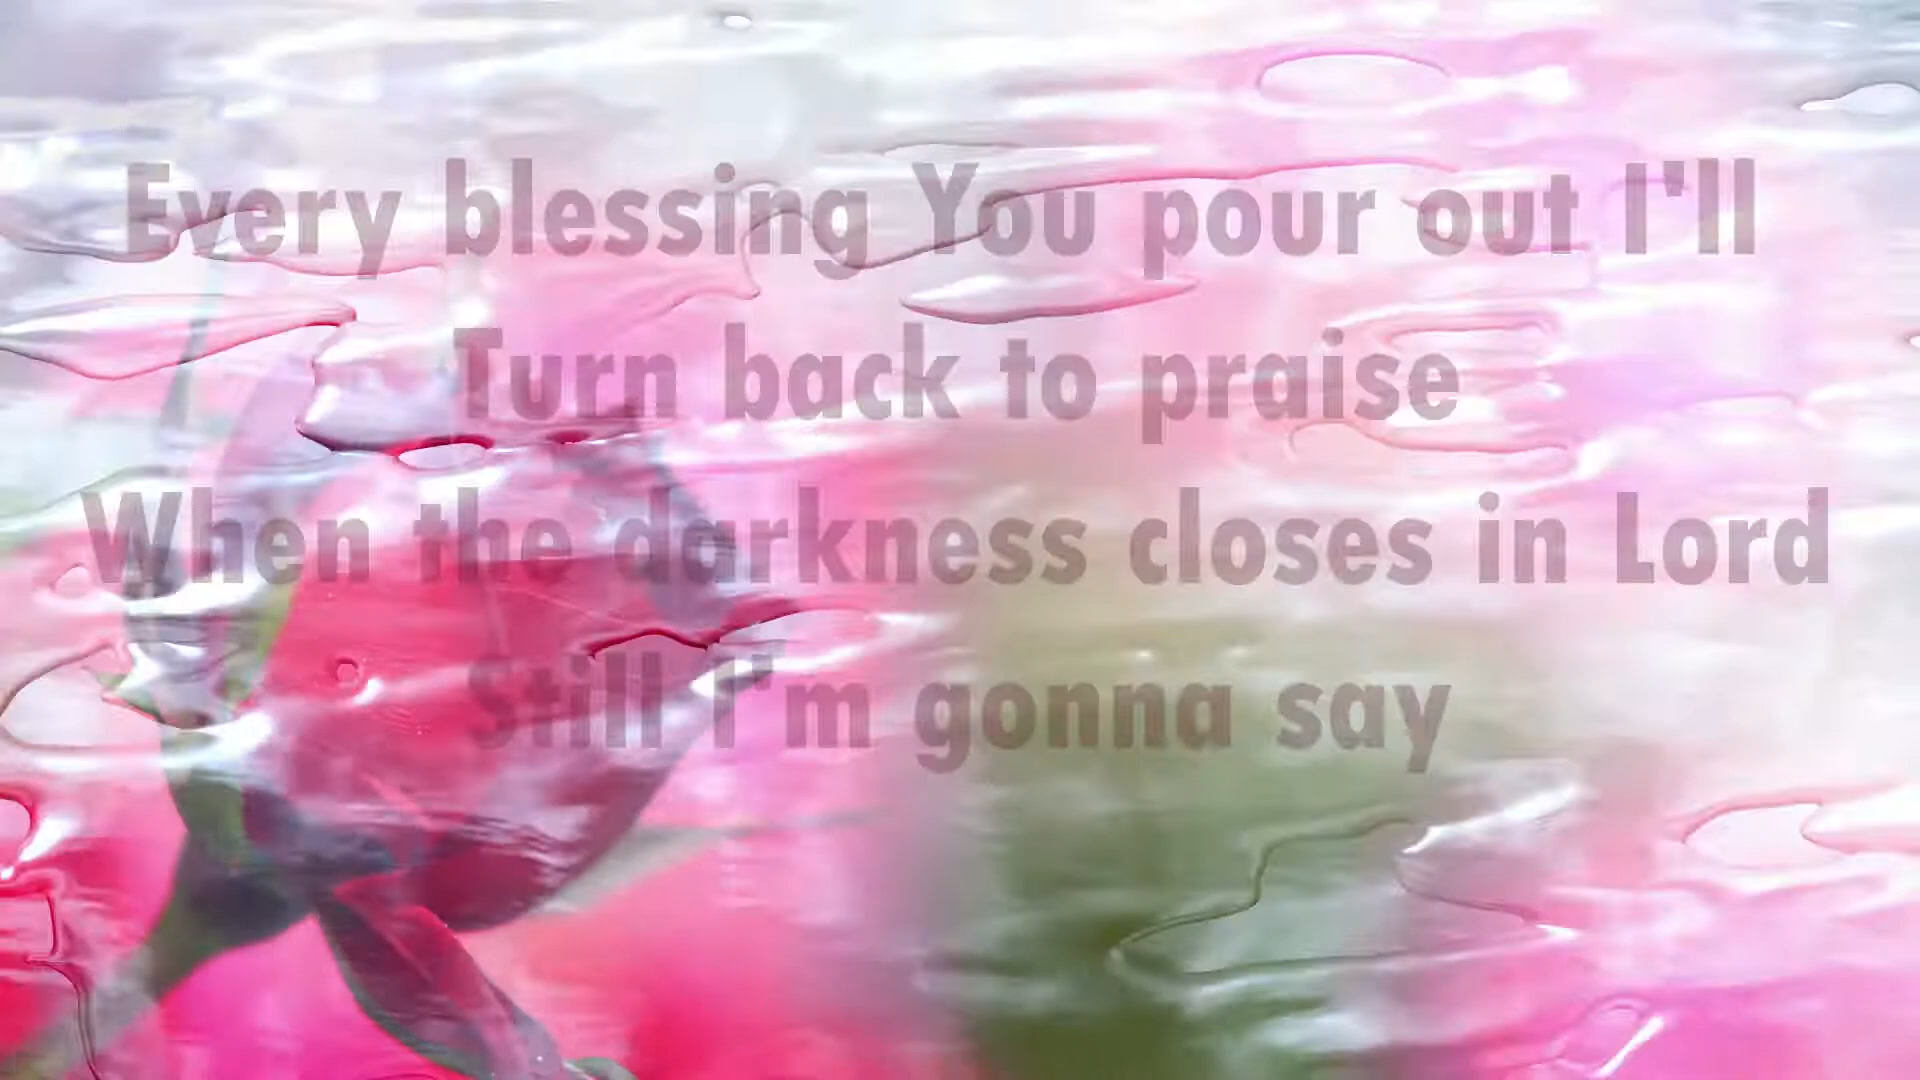 Every blessing You pour out I'll
Turn back to praise
When the darkness closes in Lord
Still I'm gonna say